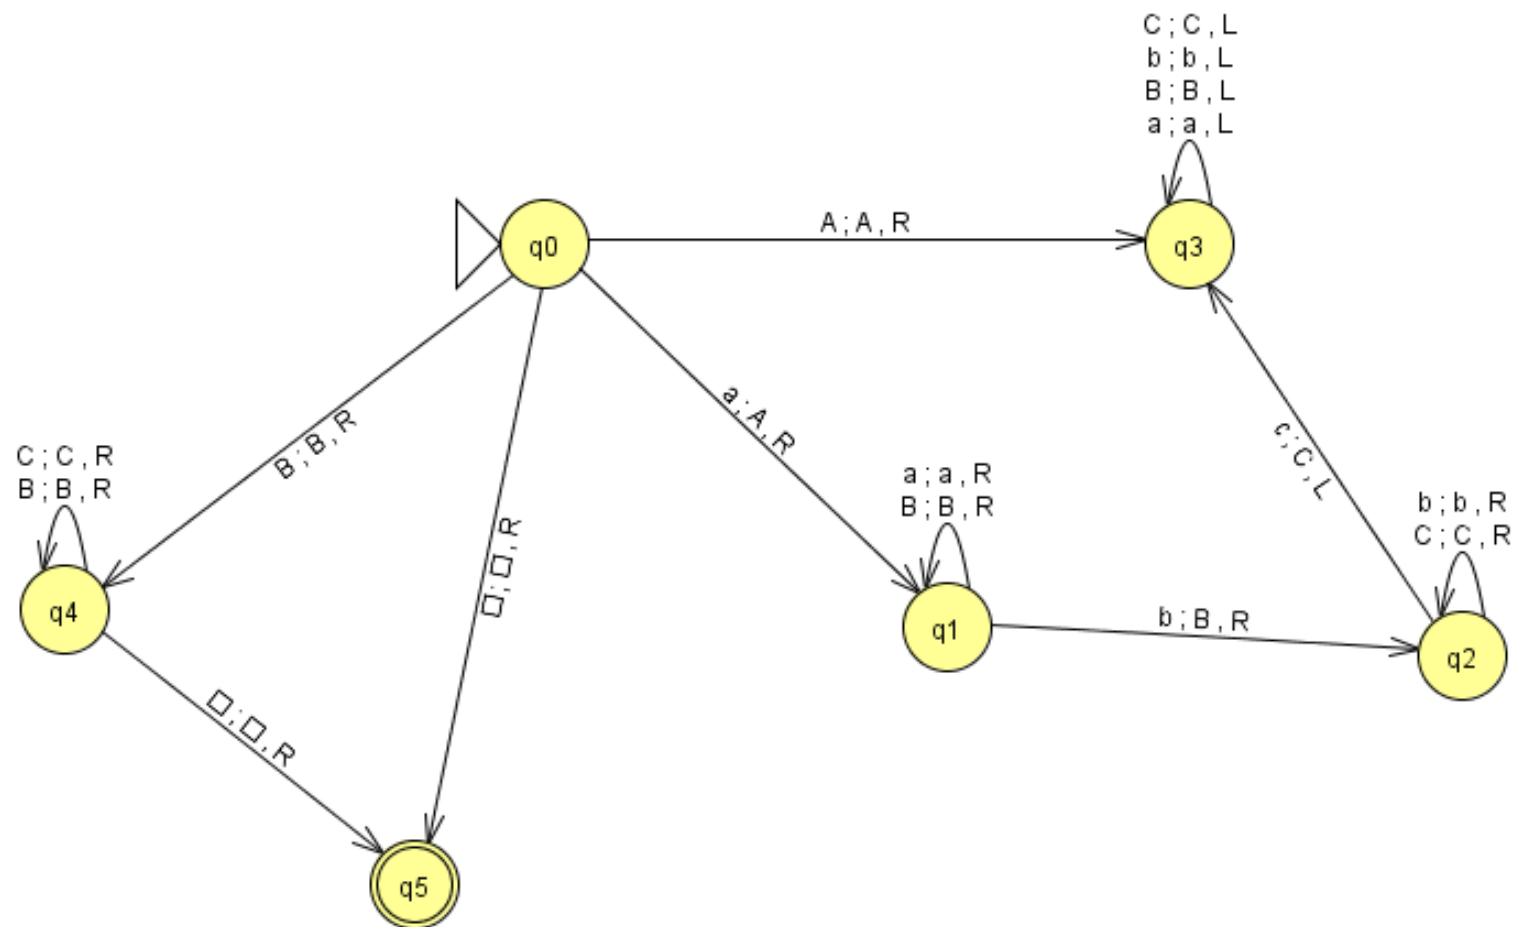 C ; C , L
b ; b , L
B ; B , L
a ; a , L
q0
A ; A , R
q3
B ; B , R
□ ; □ , R
a ; A , R
c ; C , L
C ; C , R
B ; B , R
q4
a ; a , R
B ; B , R
q1
b ; B , R
b ; b , R
C ; C , R
q2
□ ; □ , R
q5